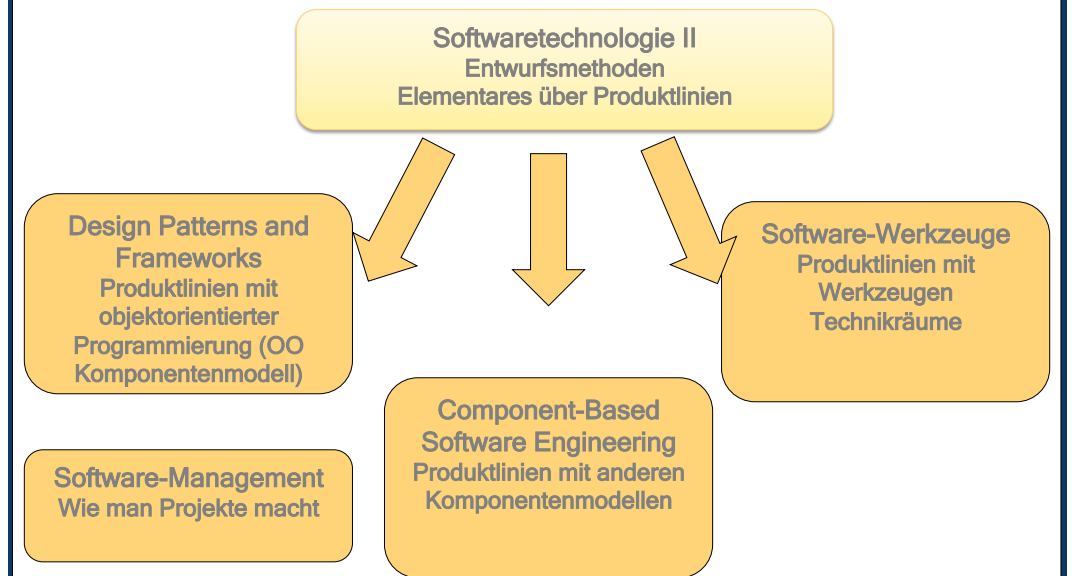 Softwaretechnologie II
Entwurfsmethoden
Elementares über Produktlinien
Design Patterns and
Frameworks
Produktlinien mit
objektorientierter
Programmierung (OO
Komponentenmodell)
Software-Werkzeuge
Produktlinien mit
Werkzeugen
Technikräume
Component-Based
Software Engineering
Produktlinien mit anderen
Komponentenmodellen
Software-Management
Wie man Projekte macht